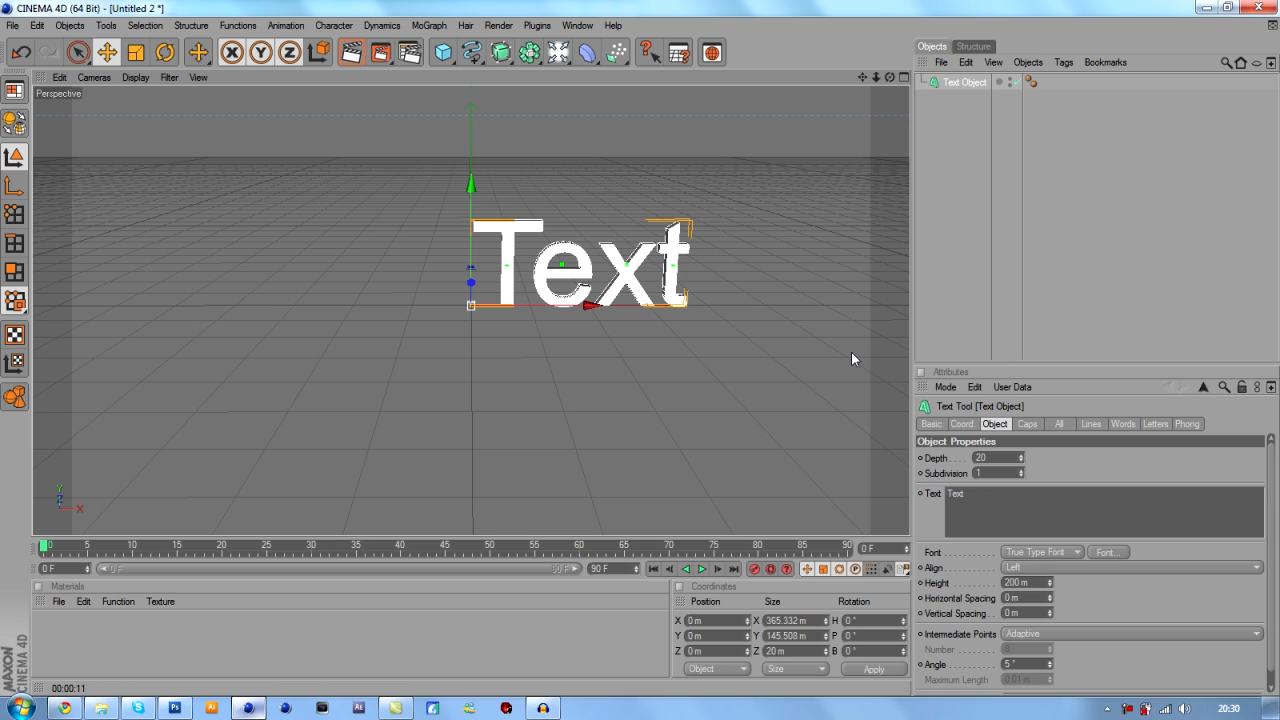 CINEMA 4D (64 Bit) - [Untitled 2 *]
File Edit Objects Tools Selection Structure Functions Animation Character Dynamics MoGraph Hair Render Plugins Window Help
X Y Z
Objects Structure
File Edit View Objects Tags Bookmarks
Text Object
Edit Cameras Display Filter View
Perspective
Text
Y
Z
X
Attributes
Mode Edit User Data
Text Tool [Text Object]
Basic Coord. Object Caps All Lines Words Letters Phong
Object Properties
Depth 20
Subdivision 1
Text Text
Font True Type Font Font...
Align Left
Height 200 m
Horizontal Spacing 0 m
Vertical Spacing 0 m
Intermediate Points Adaptive
Number 8
Angle 5 °
Maximum Length 0.01 m
0 5 10 15 20 25 30 35 40 45 50 55 60 65 70 75 80 85 90 0 F
0 F 0 F 90 F 90 F
Materials
File Edit Function Texture
Coordinates
Position Size Rotation
X 0 m X 365.332 m H 0 °
Y 0 m Y 145.508 m P 0 °
Z 0 m Z 20 m B 0 °
Object Size Apply
MAXON CINEMA 4D
00:00:11
Ps Ai Ae
20:30